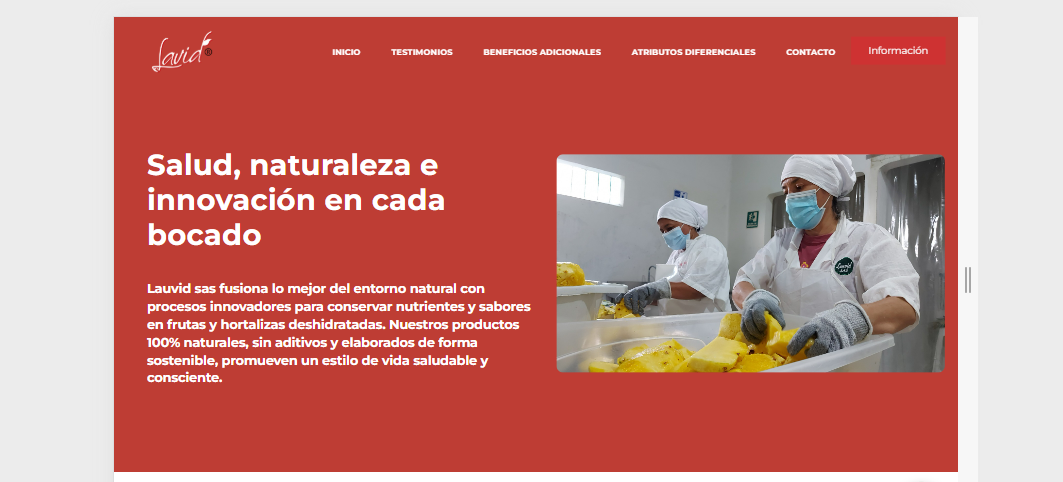 Lavid
INICIO
TESTIMONIOS
BENEFICIOS ADICIONALES
ATRIBUTOS DIFERENCIALES
CONTACTO
Información
Salud, naturaleza e
innovación en cada
bocado
Lauvid sas fusiona lo mejor del entorno natural con
procesos innovadores para conservar nutrientes y sabores
en frutas y hortalizas deshidratadas. Nuestros productos
100% naturales, sin aditivos y elaborados de forma
sostenible, promueven un estilo de vida saludable y
consciente.